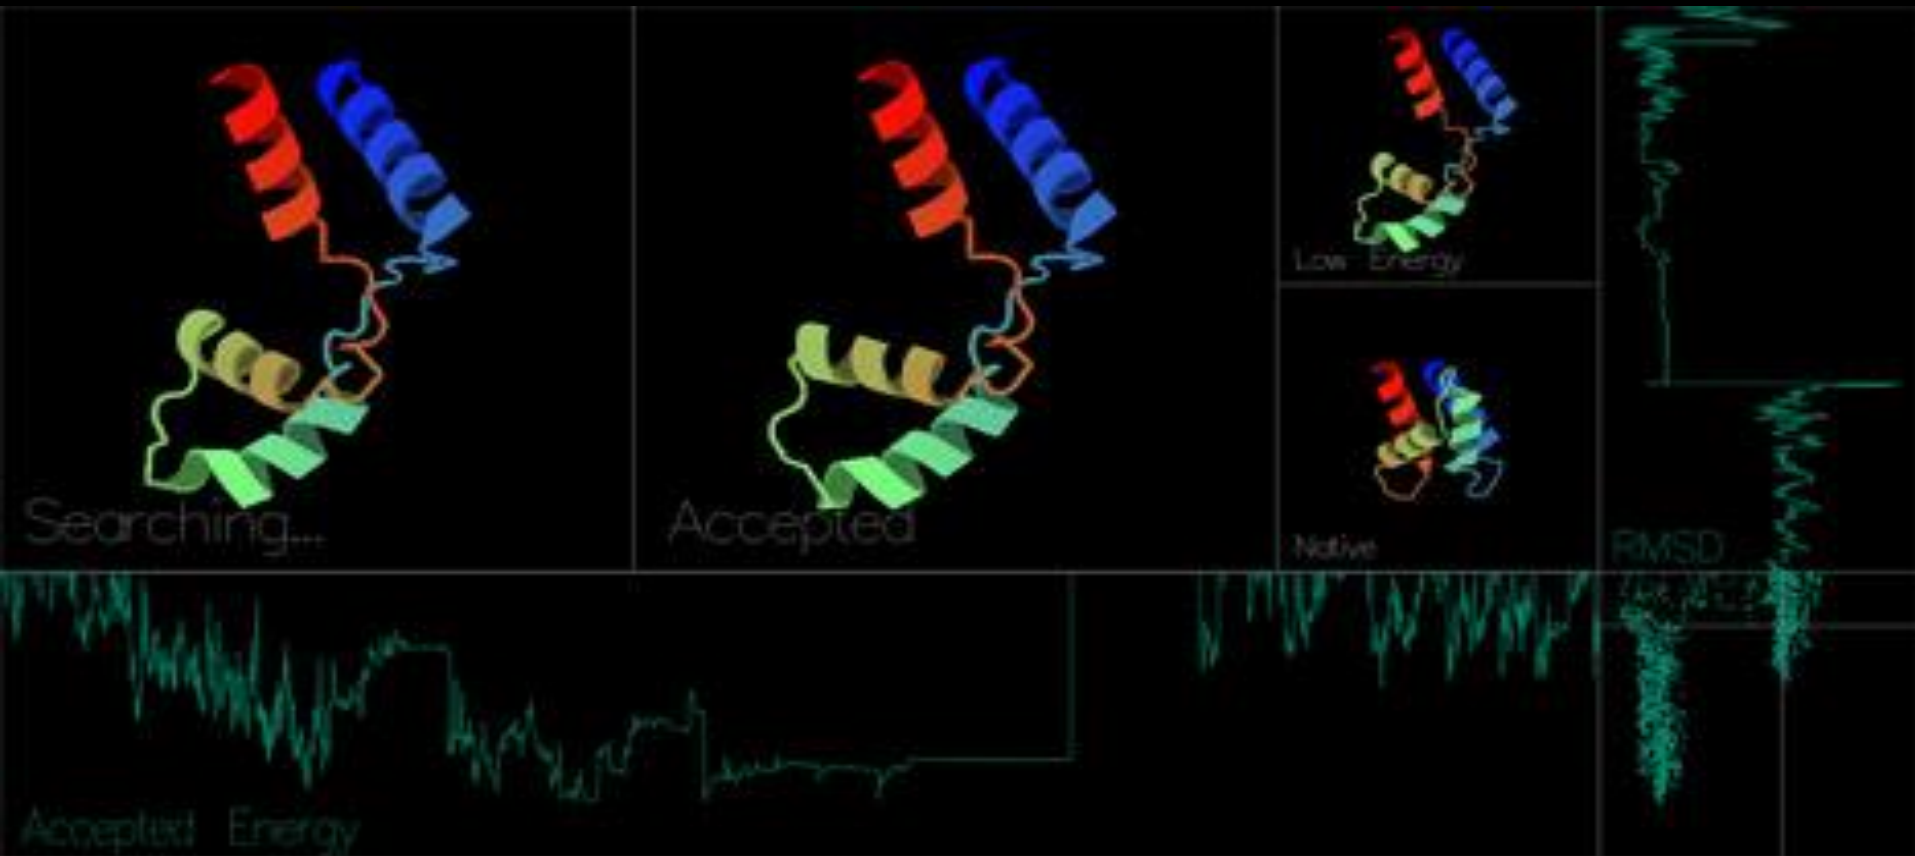 Searching...
Accepted
Low Energy
Native
RMSD
Accepted Energy